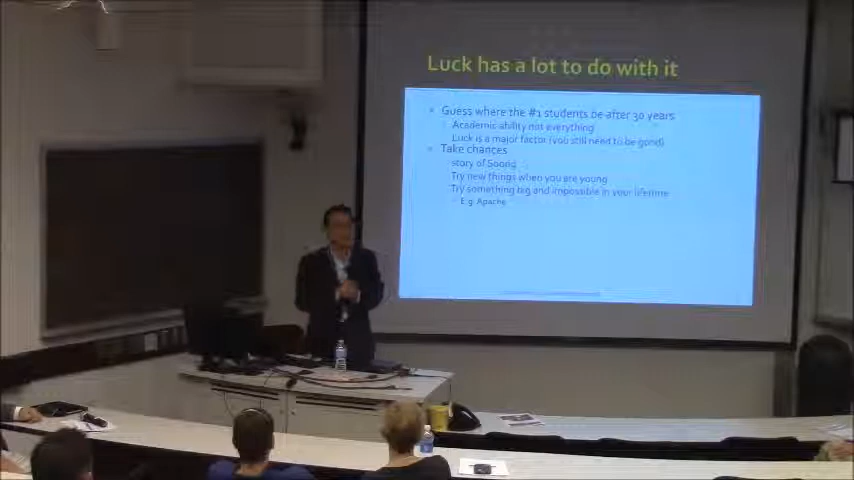 Luck has a lot to do with it
Guess where the #1 students be after 30 years
Academic ability not everything
Luck is a major factor (you still need to be good)
Take chances
story of Soong
Try new things when you are young
Try something big and impossible in your lifetime
E.g. Apache